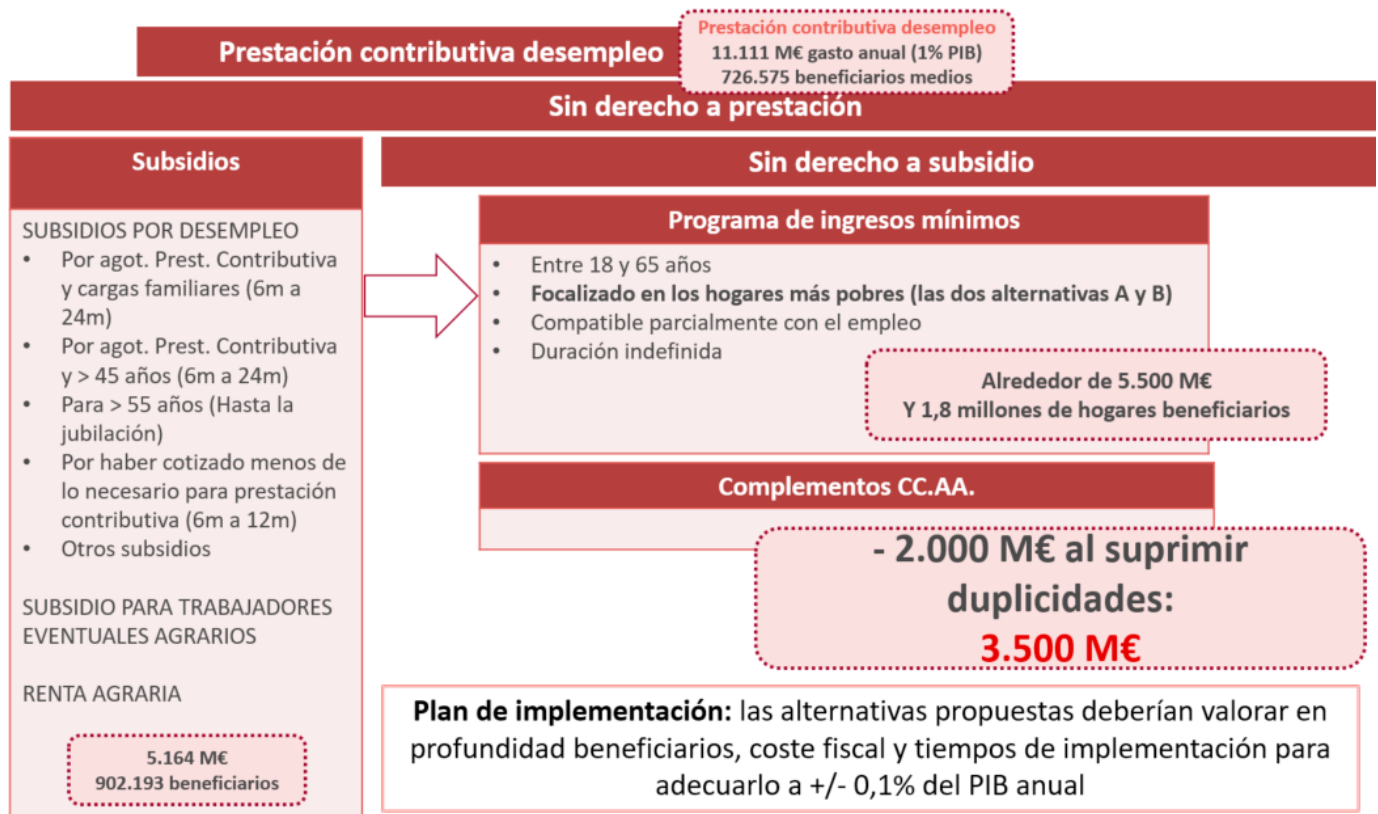 Prestación contributiva desempleo
Prestación contributiva desempleo
11.111 M€ gasto anual (1% PIB)
726.575 beneficiarios medios
Sin derecho a prestación
Subsidios
SUBSIDIOS POR DESEMPLEO
• Por agot. Prest. Contributiva
y cargas familiares (6m a
24m)
• Por agot. Prest. Contributiva
y > 45 años (6m a 24m)
• Para > 55 años (Hasta la
jubilación)
• Por haber cotizado menos de
lo necesario para prestación
contributiva (6m a 12m)
• Otros subsidios
SUBSIDIO PARA TRABAJADORES
EVENTUALES AGRARIOS
RENTA AGRARIA
5.164 M€
902.193 beneficiarios
Sin derecho a subsidio
Programa de ingresos mínimos
• Entre 18 y 65 años
• Focalizado en los hogares más pobres (las dos alternativas A y B)
• Compatible parcialmente con el empleo
• Duración indefinida
Alrededor de 5.500 M€
Y 1,8 millones de hogares beneficiarios
Complementos CC.AA.
- 2.000 M€ al suprimir
duplicidades:
3.500 M€
Plan de implementación: las alternativas propuestas deberían valorar en
profundidad beneficiarios, coste fiscal y tiempos de implementación para
adecuarlo a +/- 0,1% del PIB anual